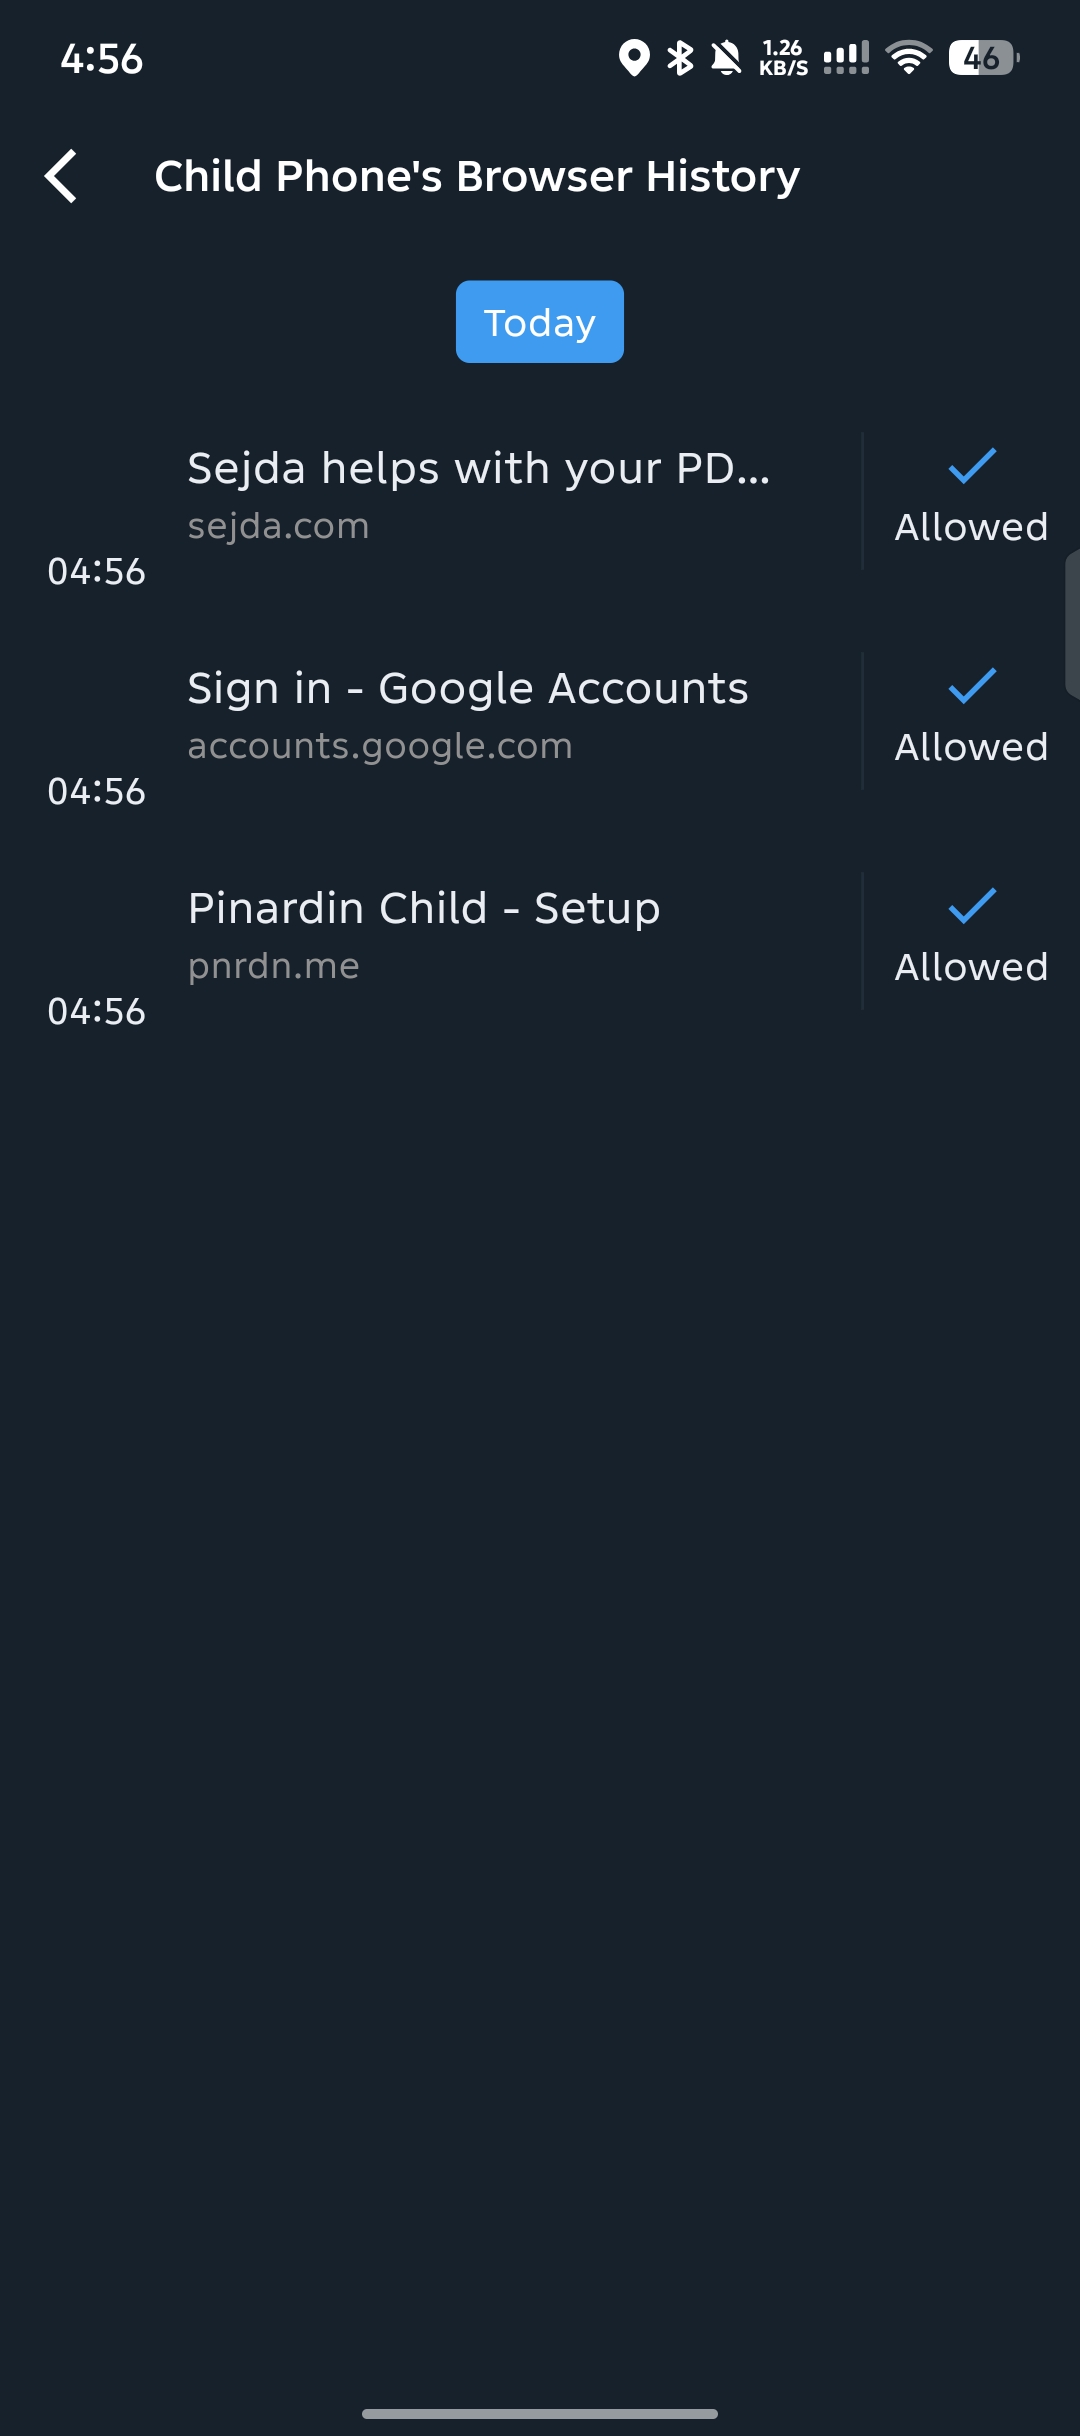 4:56
1.26
KB/S
46
Child Phone's Browser History
Today
Sejda helps with your PD...
sejda.com
Allowed
04:56
Sign in - Google Accounts
accounts.google.com
Allowed
04:56
Pinardin Child - Setup
pnrdn.me
Allowed
04:56